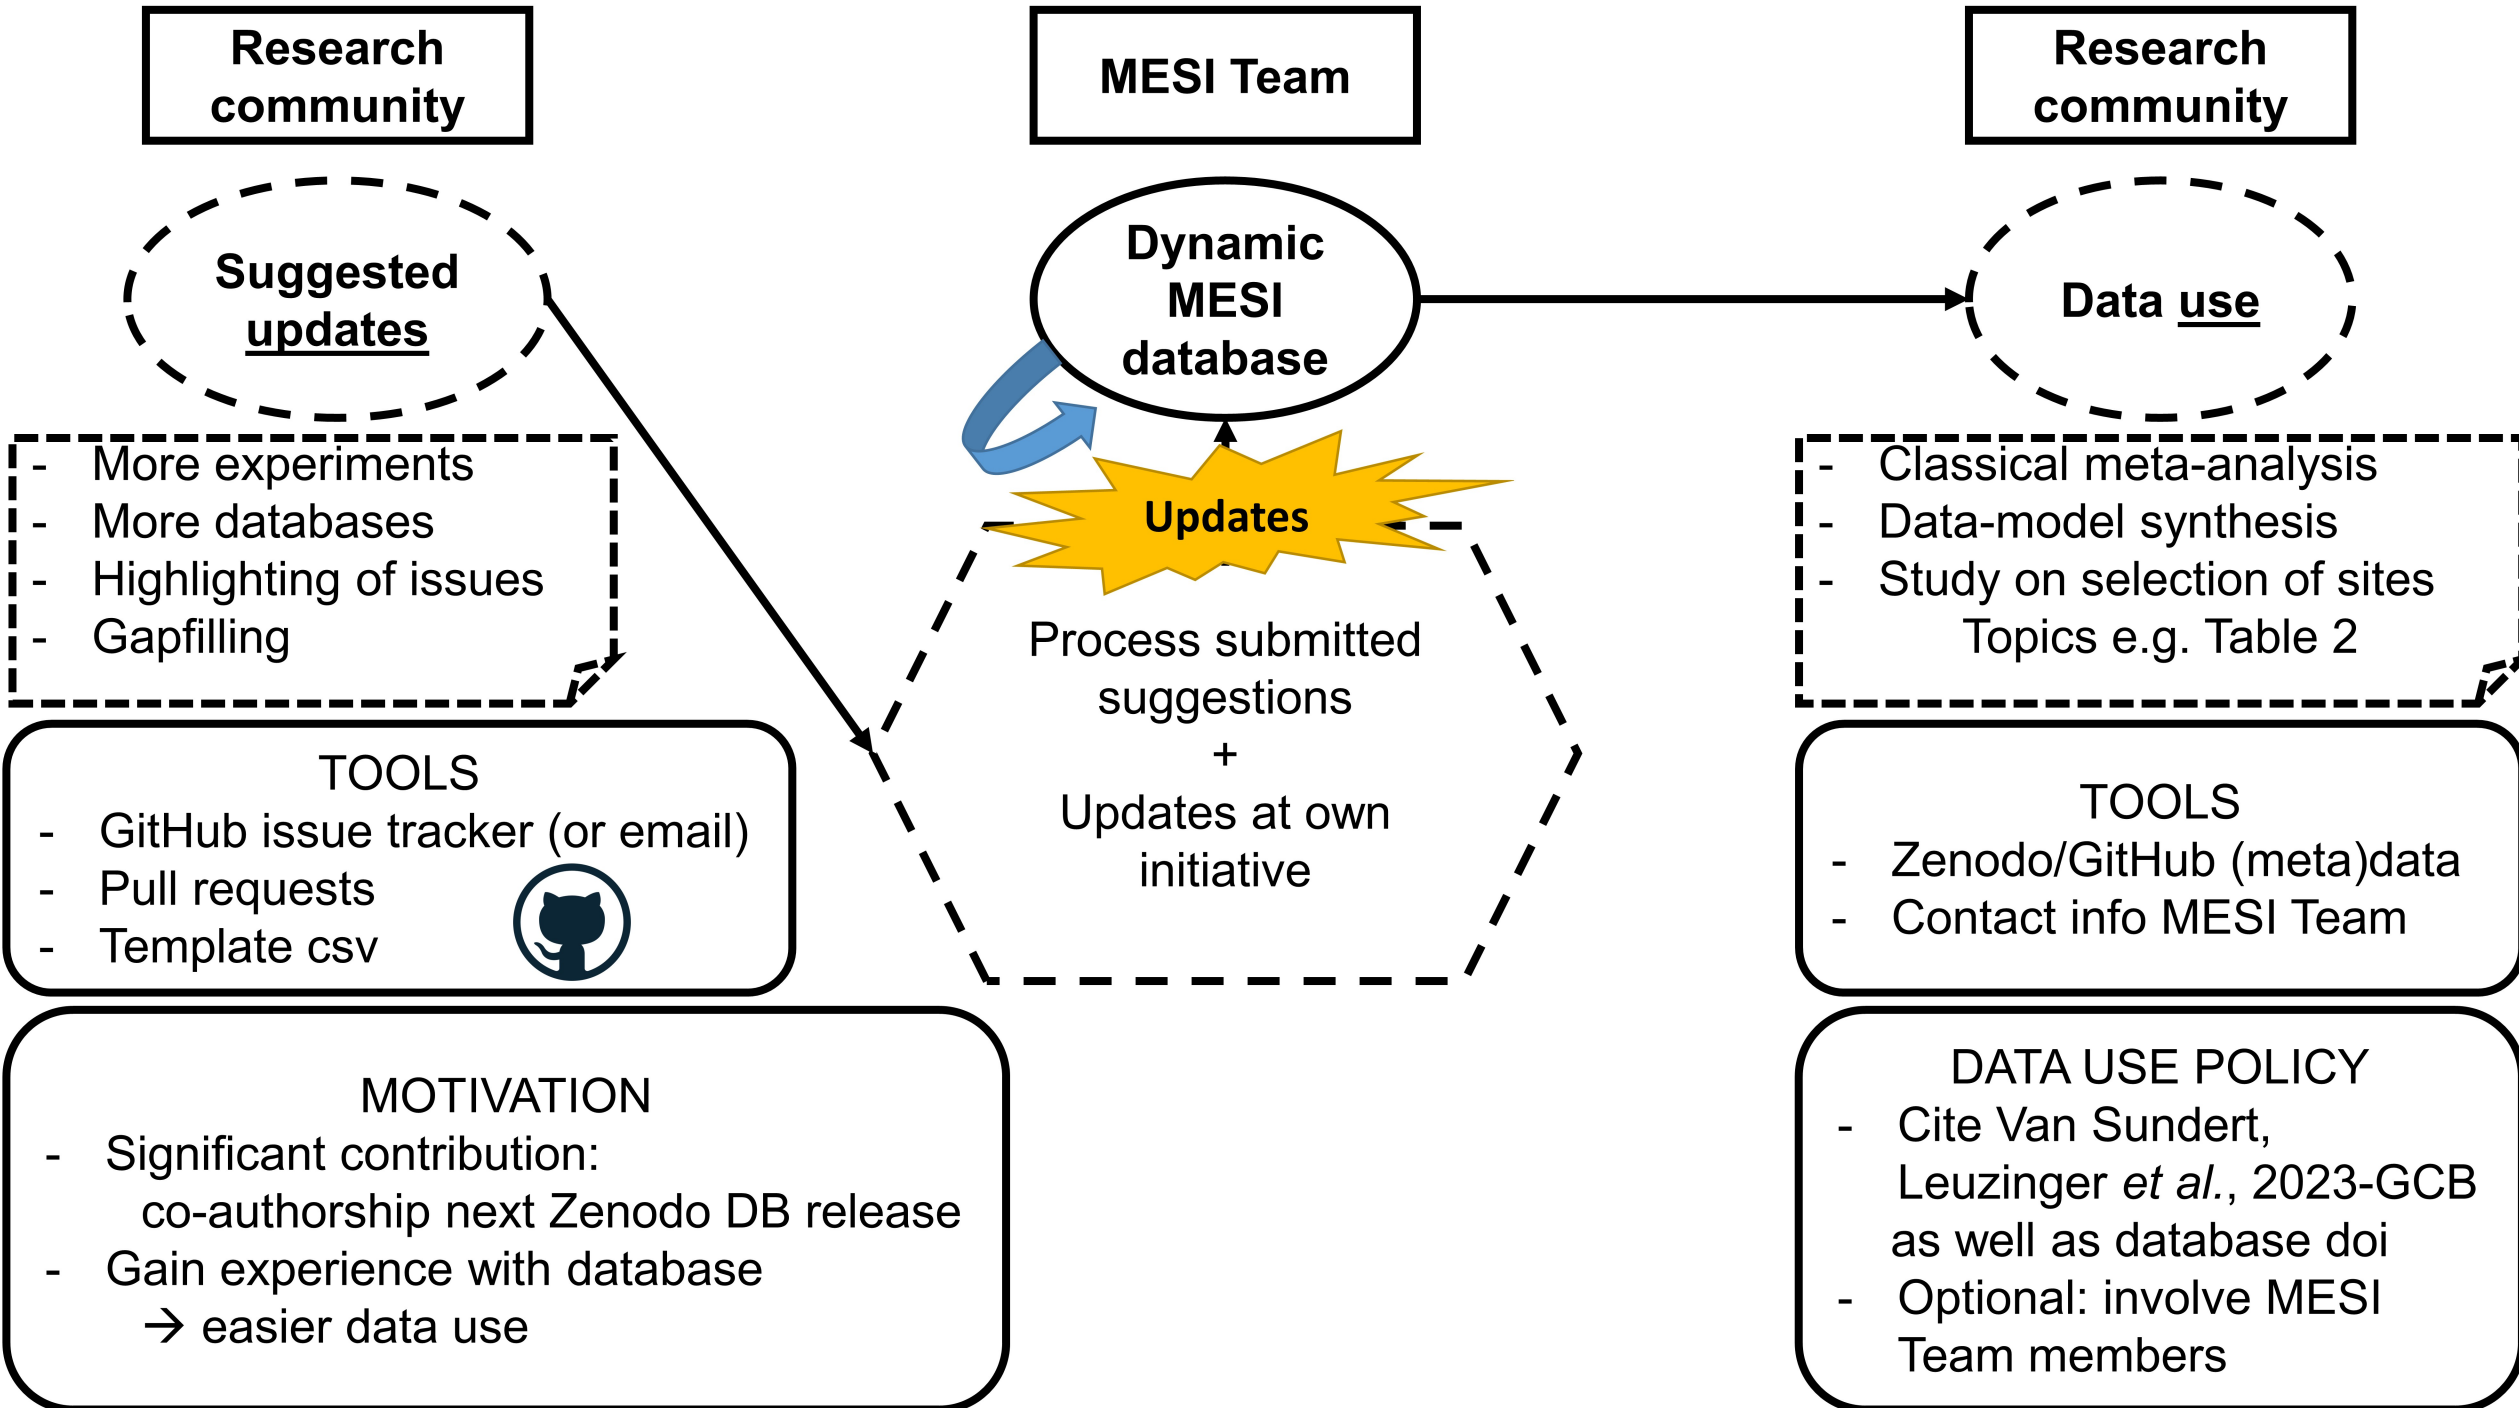 Research
community
Suggested
updates
- More experiments
- More databases
- Highlighting of issues
- Gapfilling
TOOLS
- GitHub issue tracker (or email)
- Pull requests
- Template csv
MOTIVATION
- Significant contribution:
co-authorship next Zenodo DB release
- Gain experience with database
→ easier data use
MESI Team
Dynamic
MESI
database
Updates
Process submitted
suggestions
+
Updates at own
initiative
Research
community
Data use
- Classical meta-analysis
- Data-model synthesis
- Study on selection of sites
Topics e.g. Table 2
TOOLS
- Zenodo/GitHub (meta)data
- Contact info MESI Team
DATA USE POLICY
- Cite Van Sundert,
Leuzinger et al., 2023-GCB
as well as database doi
- Optional: involve MESI
Team members